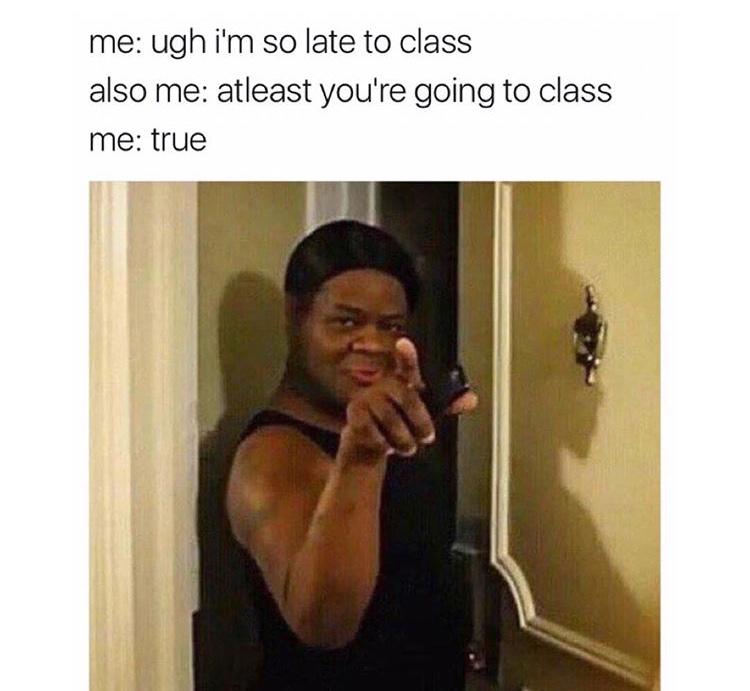 me: ugh i'm so late to class
also me: atleast you're going to class
me: true